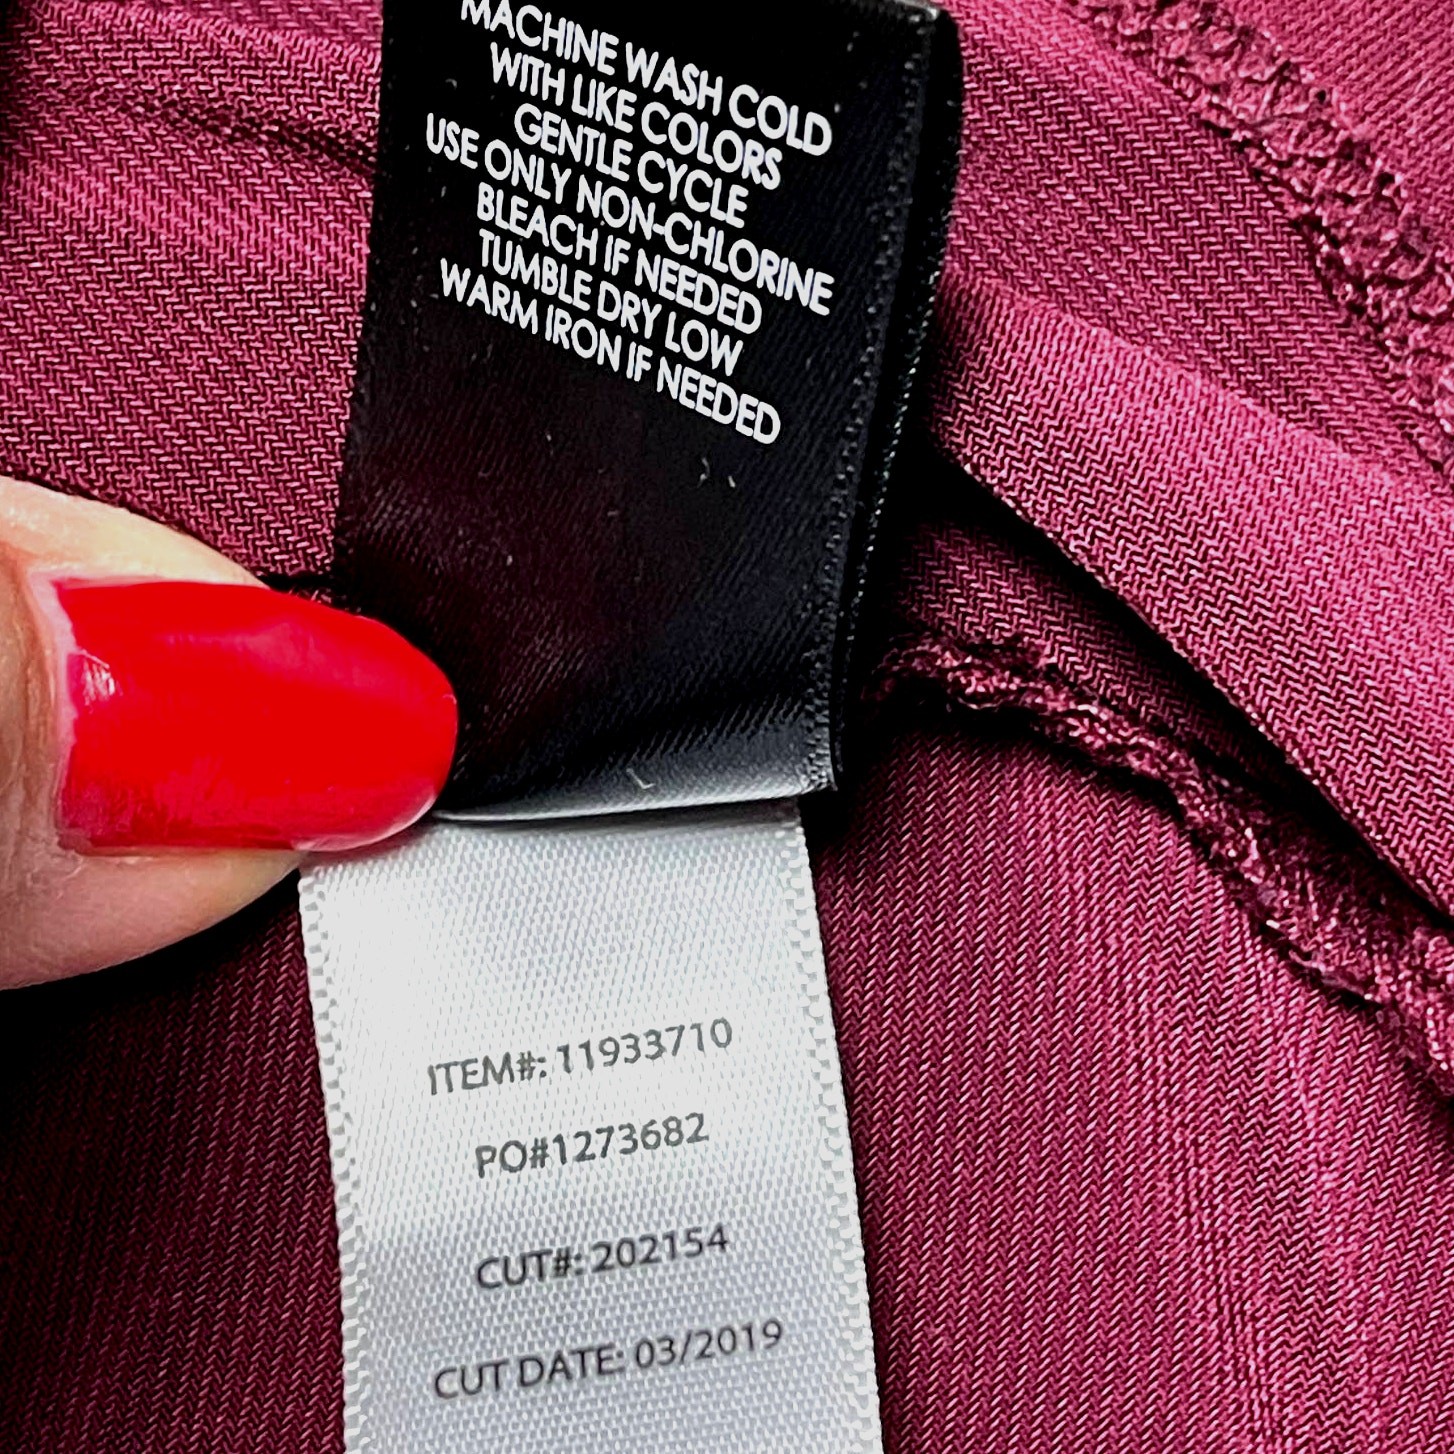 MACHINE WASH COLD
WITH LIKE COLORS
GENTLE CYCLE
USE ONLY NON-CHLORINE
BLEACH IF NEEDED
TUMBLE DRY LOW
WARM IRON IF NEEDED
ITEM#: 11933710
PO#1273682
CUT#: 202154
CUT DATE: 03/2019